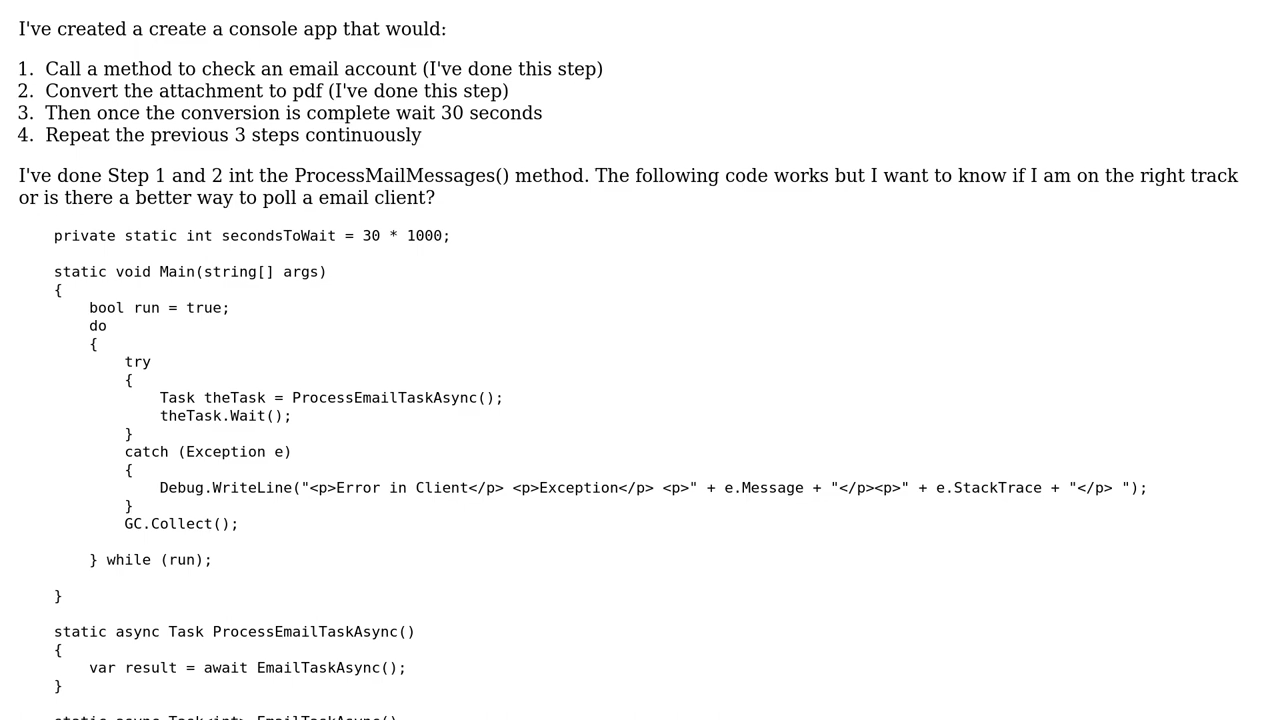 I've created a create a console app that would:
1. Call a method to check an email account (I've done this step)
2. Convert the attachment to pdf (I've done this step)
3. Then once the conversion is complete wait 30 seconds
4. Repeat the previous 3 steps continuously
I've done Step 1 and 2 int the ProcessMailMessages() method. The following code works but I want to know if I am on the right track
or is there a better way to poll a email client?
private static int secondsToWait = 30 * 1000;
static void Main(string[] args)
{
bool run = true;
do
{
try
{
Task theTask = ProcessEmailTaskAsync();
theTask.Wait();
}
catch (Exception e)
{
Debug.WriteLine("<p>Error in Client</p> <p>Exception</p> <p>" + e.Message + "</p><p>" + e.StackTrace + "</p> ");
}
GC.Collect();
} while (run);
}
static async Task ProcessEmailTaskAsync()
{
var result = await EmailTaskAsync();
}
static async Task<int> EmailTaskAsync()